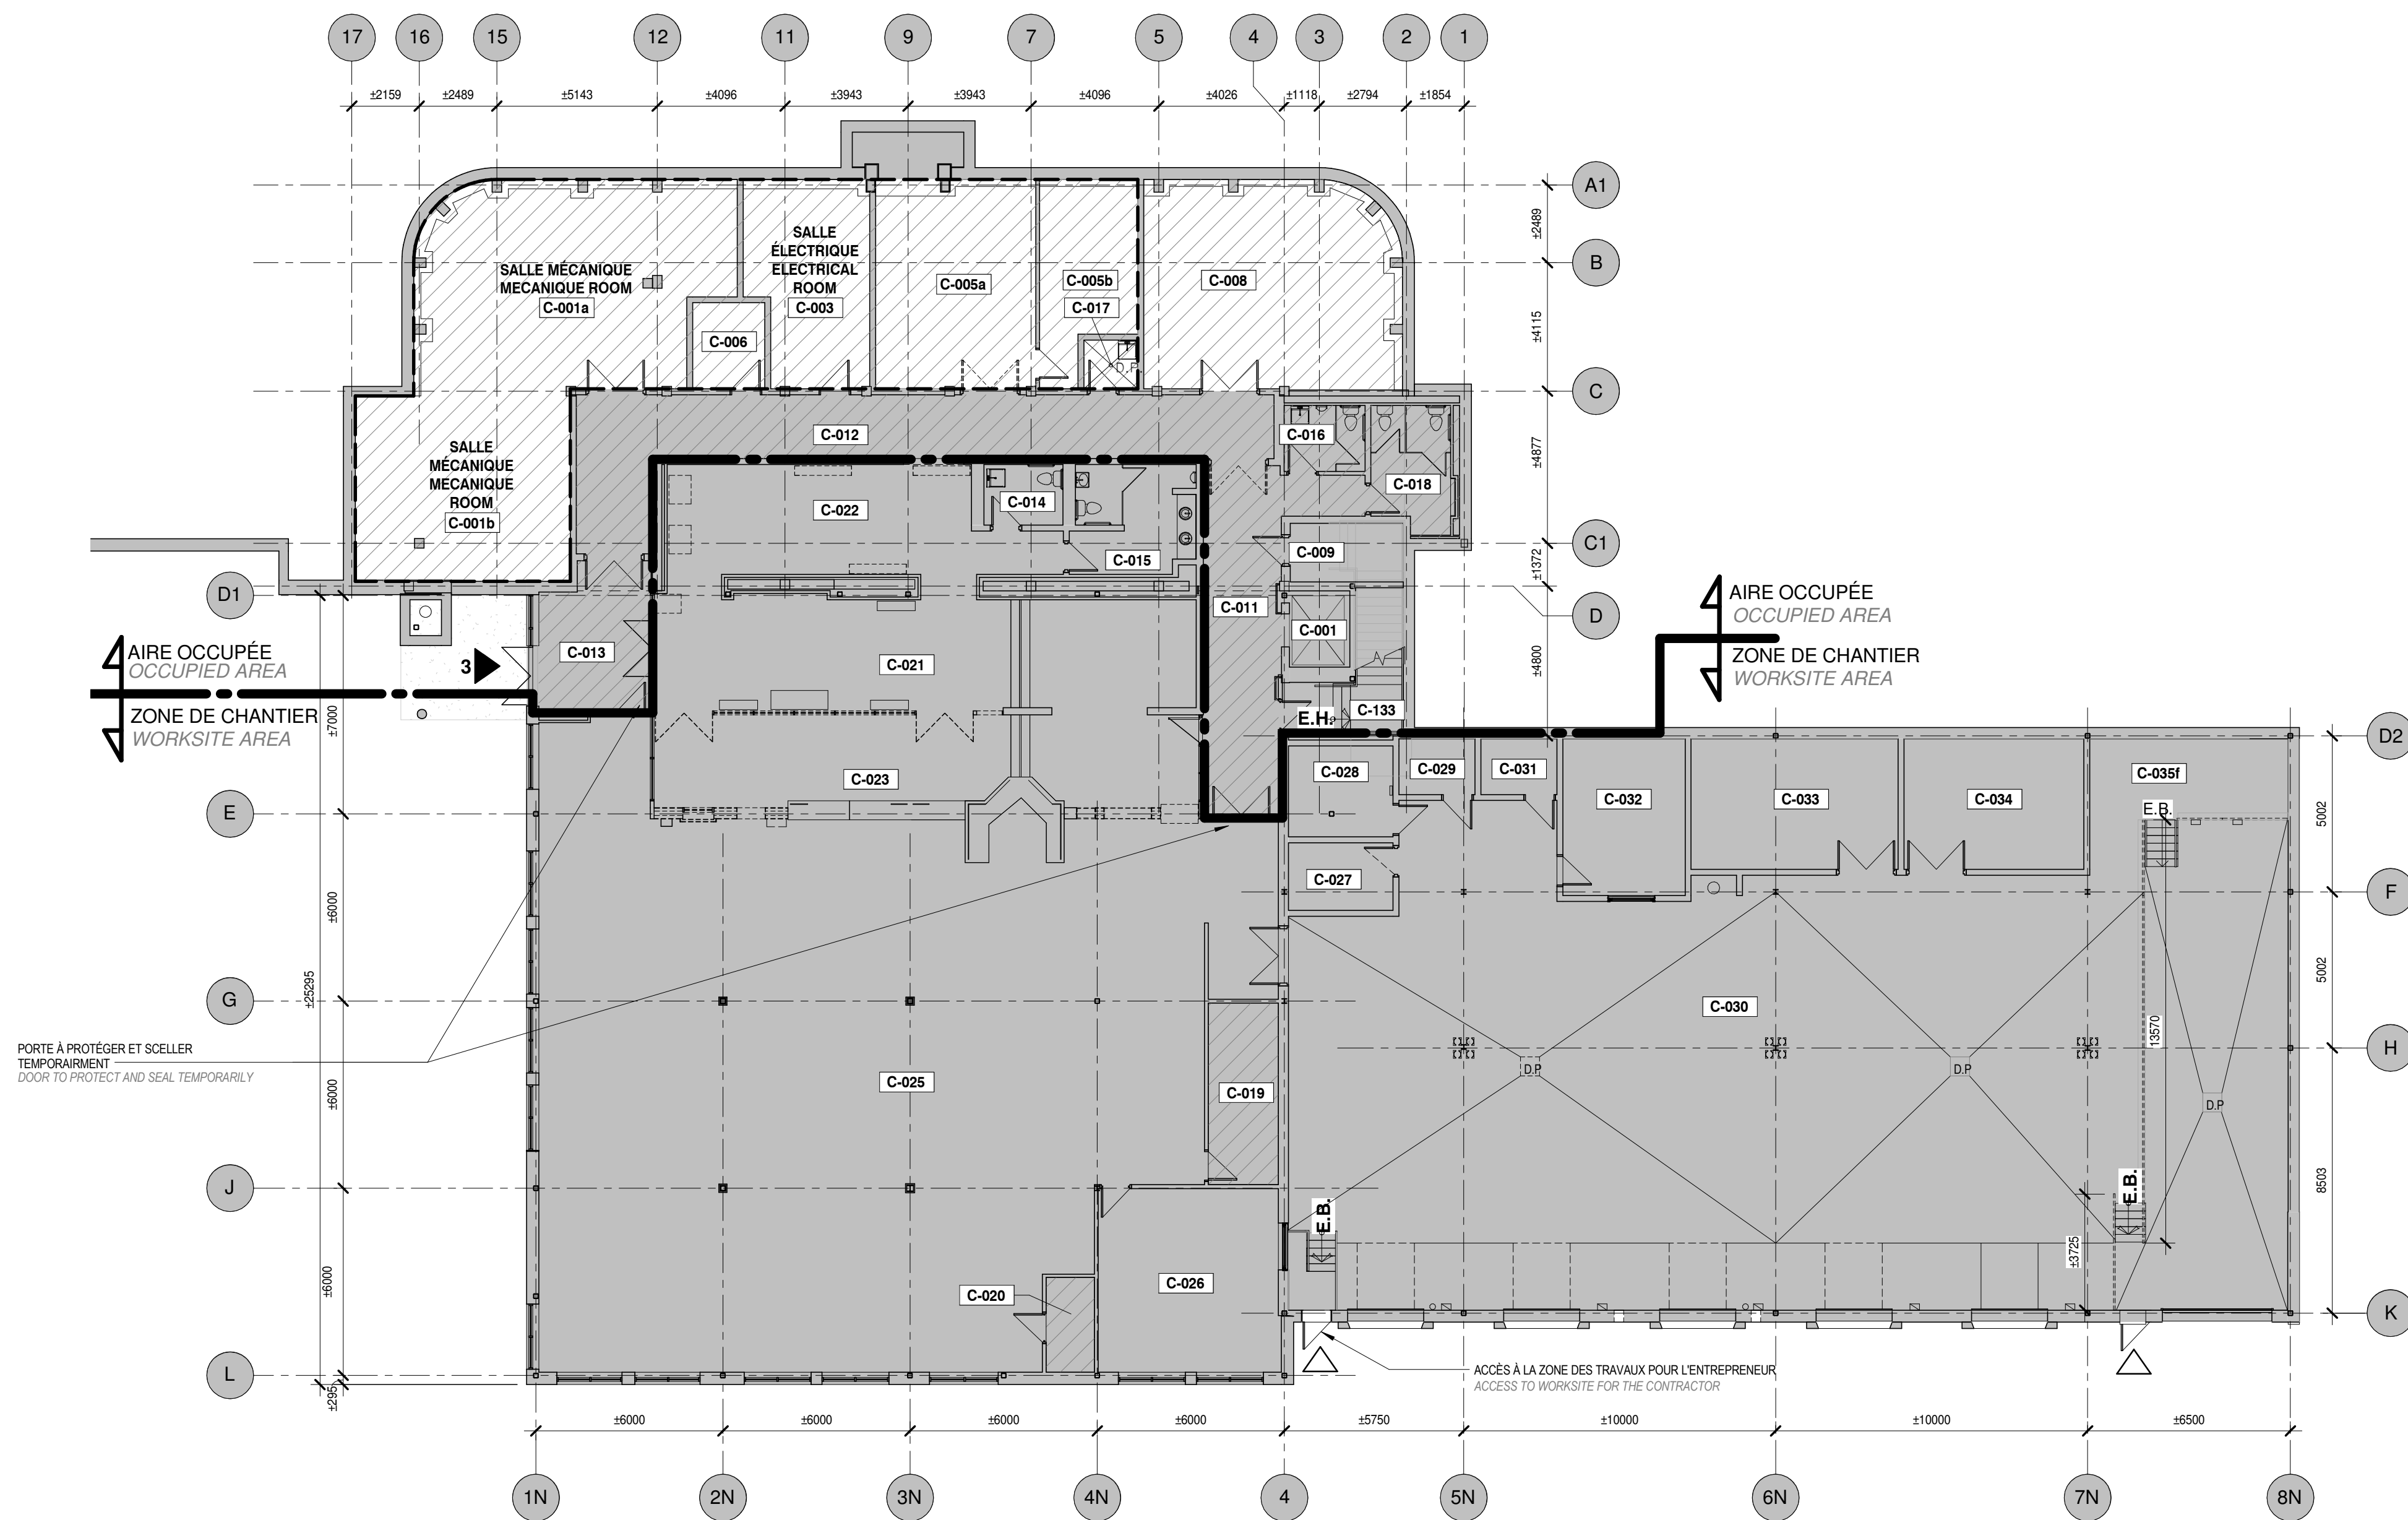 17
16
15
12
11
9
7
5
4
3
2
1
±2159
±2489
±5143
±4096
±3943
±3943
±4096
±4026
±1118
±2794
±1854
A1
±2489
B
±4115
C
±4877
C1
±1372
D
±4800
SALLE MÉCANIQUE
MECANIQUE ROOM
C-001a
SALLE
ÉLECTRIQUE
ELECTRICAL
ROOM
C-003
C-005a
C-005b
C-017
C-008
C-006
D.P.
C-012
C-016
C-018
SALLE
MÉCANIQUE
MECANIQUE
ROOM
C-001b
C-022
C-014
C-015
C-009
D1
C-011
C-001
C-013
C-021
3
AIRE OCCUPÉE
OCCUPIED AREA
ZONE DE CHANTIER
WORKSITE AREA
AIRE OCCUPÉE
OCCUPIED AREA
ZONE DE CHANTIER
WORKSITE AREA
±7000
E.H.
C-133
C-023
C-028
C-029
C-031
C-032
C-033
C-034
C-035f
E.B.
D2
E
5002
C-027
F
±6000
±25295
G
C-030
5002
13570
H
PORTE À PROTÉGER ET SCELLER
TEMPORAIRMENT
DOOR TO PROTECT AND SEAL TEMPORARILY
C-025
C-019
±6000
D.P
D.P
D.P
J
E.B.
E.B.
8503
±3725
±6000
C-020
C-026
K
L
±295
ACCÈS À LA ZONE DES TRAVAUX POUR L'ENTREPRENEUR
ACCESS TO WORKSITE FOR THE CONTRACTOR
±6000
±6000
±6000
±6000
±5750
±10000
±10000
±6500
1N
2N
3N
4N
4
5N
6N
7N
8N